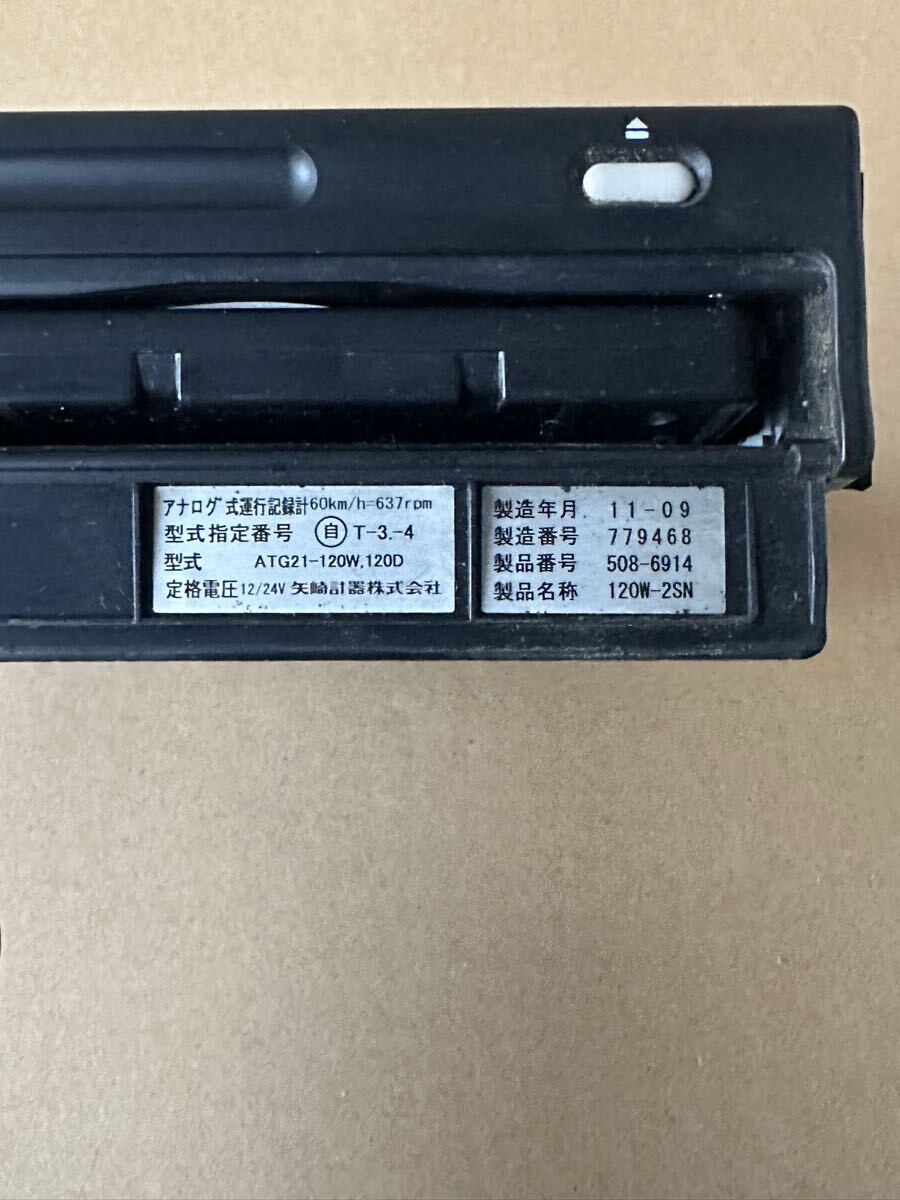 アナログ式運行記録計60km/h=637rpm
型式指定番号 自 T-3.-4
型式 ATG21-120W,120D
定格電圧12/24V 矢崎計器株式会社
製造年月. 11-09
製造番号 779468
製品番号 508-6914
製品名称 120W-2SN